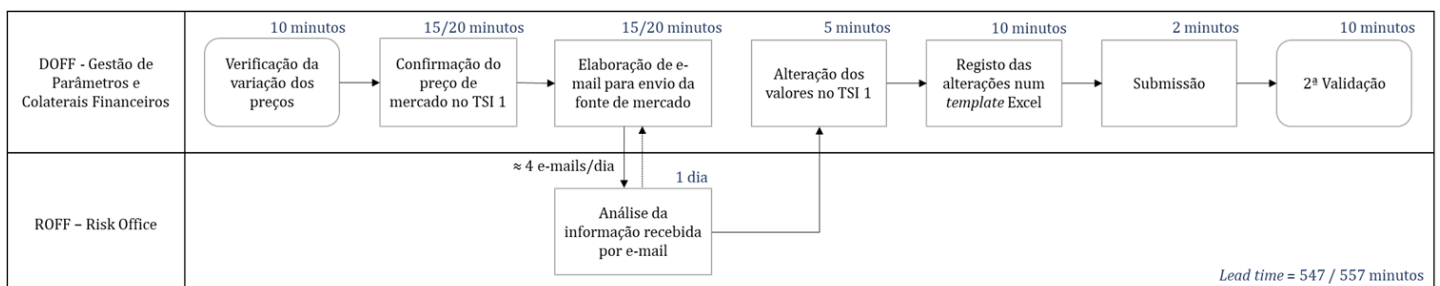 DOFF - Gestão de
Parâmetros e
Colaterais Financeiros
10 minutos
Verificação da
variação dos
preços
15/20 minutos
Confirmação do
preço de
mercado no TSI 1
15/20 minutos
Elaboração de e-
mail para envio da
fonte de mercado
5 minutos
Alteração dos
valores no TSI 1
10 minutos
Registo das
alterações num
template Excel
2 minutos
Submissão
10 minutos
2ª Validação
≈ 4 e-mails/dia
ROFF – Risk Office
1 dia
Análise da
informação recebida
por e-mail
Lead time = 547 / 557 minutos